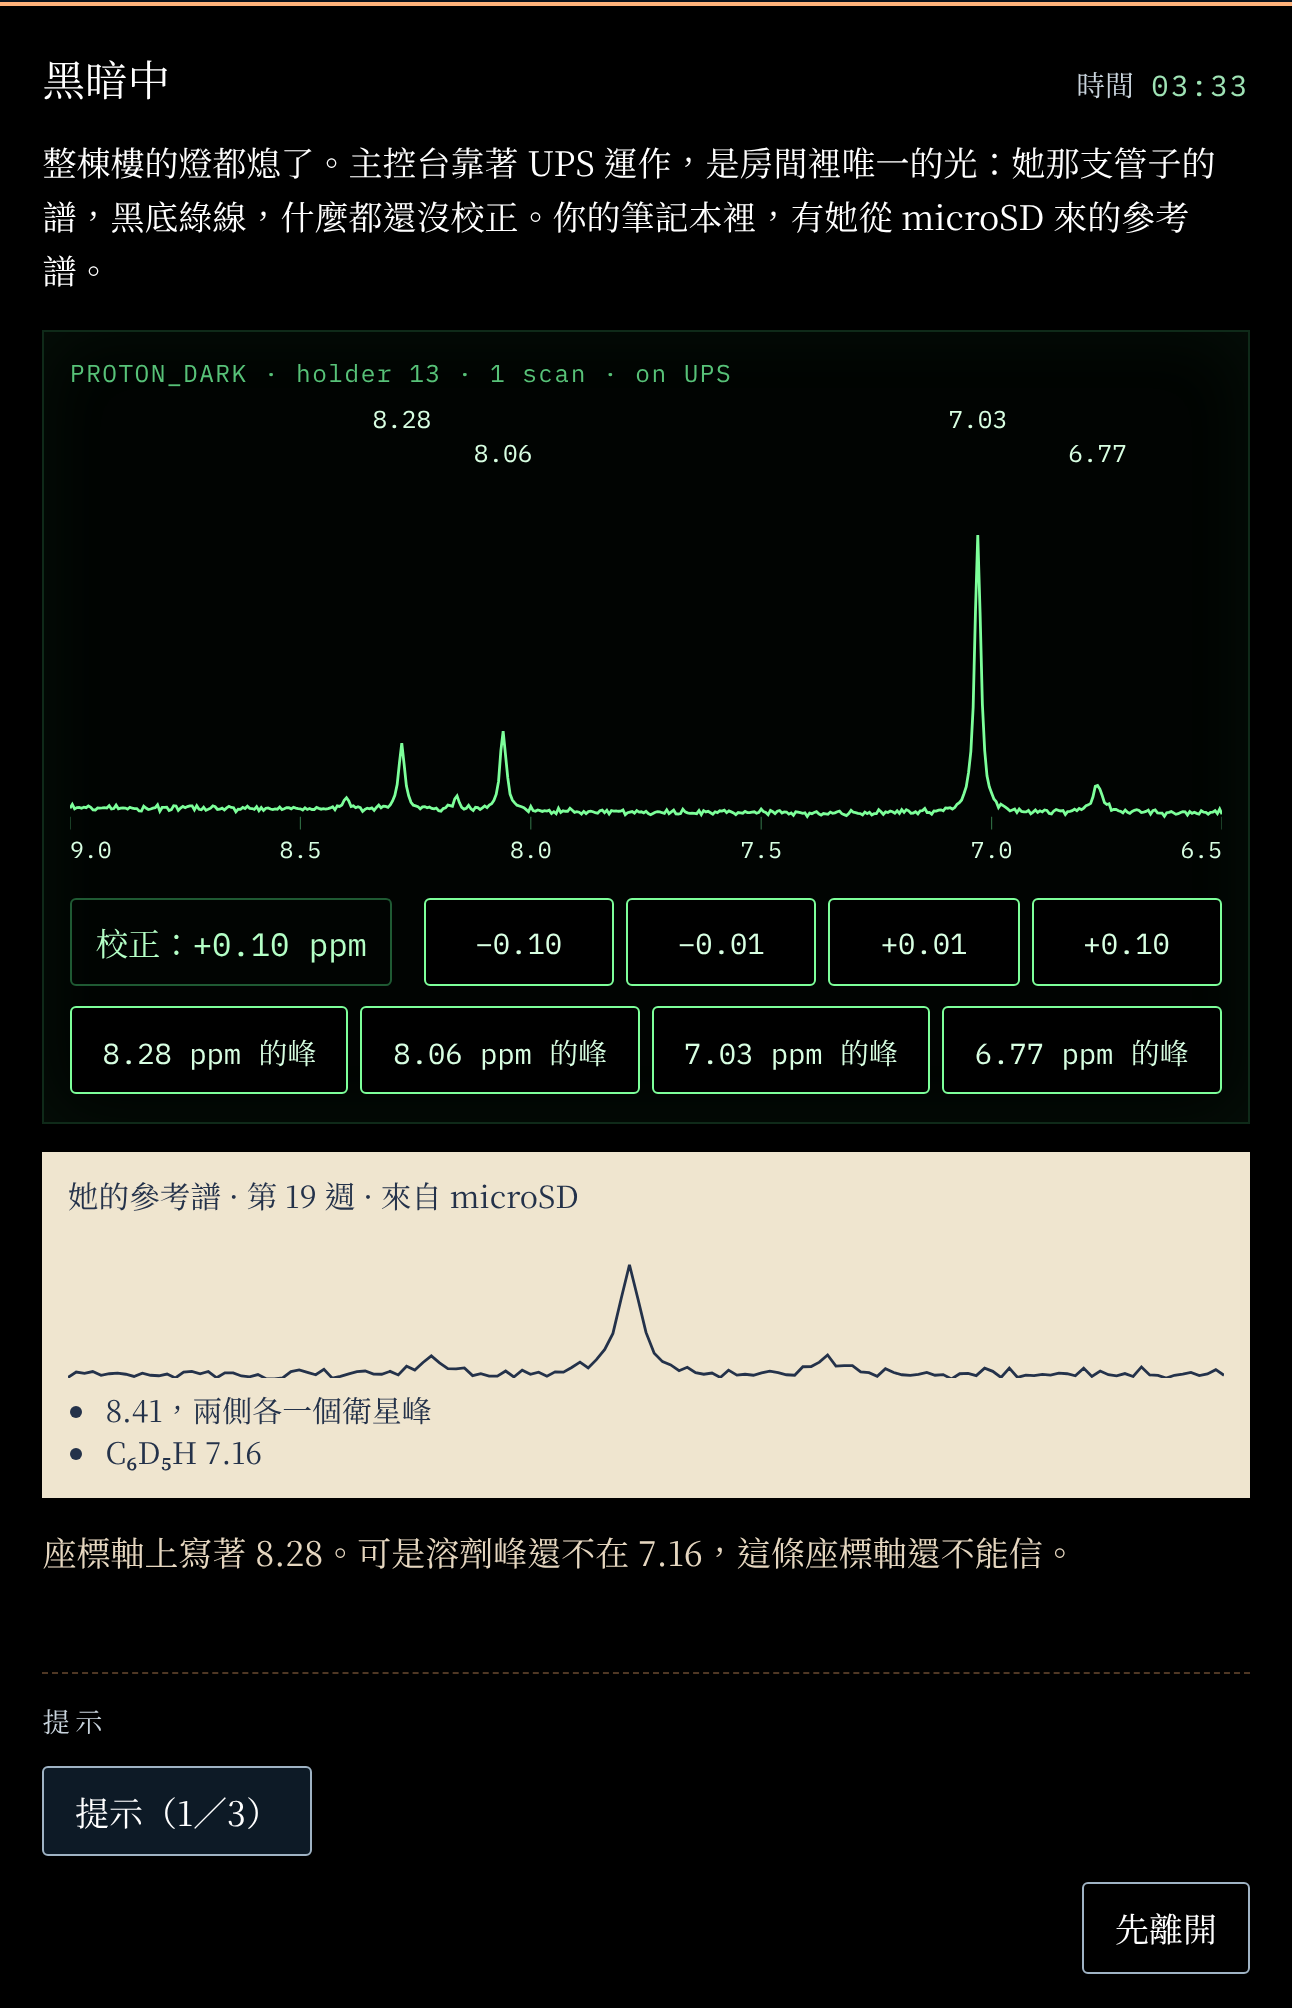 黑暗中
時間 03:33
整棟樓的燈都熄了。主控台靠著 UPS 運作，是房間裡唯一的光：她那支管子的
譜，黑底綠線，什麼都還沒校正。你的筆記本裡，有她從 microSD 來的參考
譜。
PROTON_DARK · holder 13 · 1 scan · on UPS
8.28
7.03
8.06
6.77
9.0
8.5
8.0
7.5
7.0
6.5
校正：+0.10 ppm
−0.10
−0.01
+0.01
+0.10
8.28 ppm 的峰
8.06 ppm 的峰
7.03 ppm 的峰
6.77 ppm 的峰
她的參考譜 · 第 19 週 · 來自 microSD
8.41，兩側各一個衛星峰
C₆D₅H 7.16
座標軸上寫著 8.28。可是溶劑峰還不在 7.16，這條座標軸還不能信。
提示
提示（1／3）
先離開